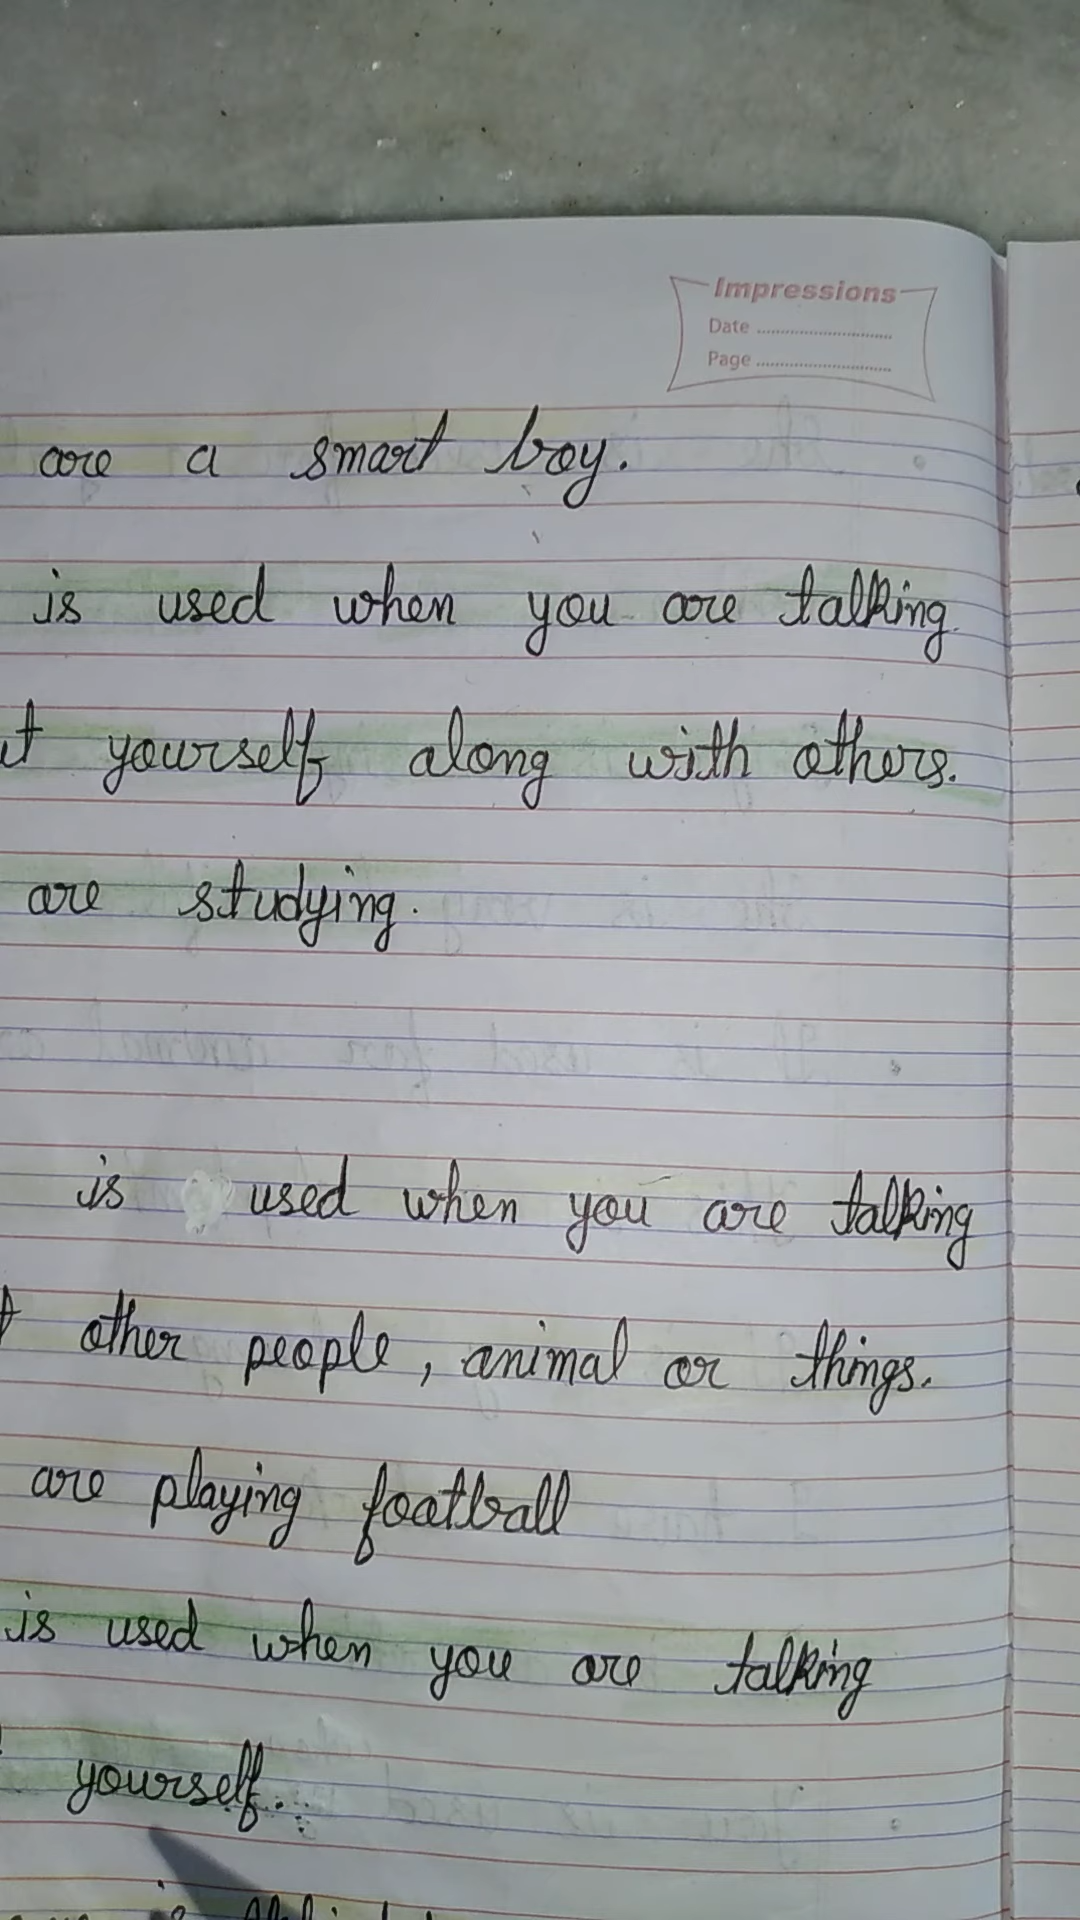 Impressions
Date
Page
are a smart boy.
is used when you are talking
yourself along with others.
are studying.
is used when you are talking
other people, animal or things.
are playing football
is used when you are talking
yourself.